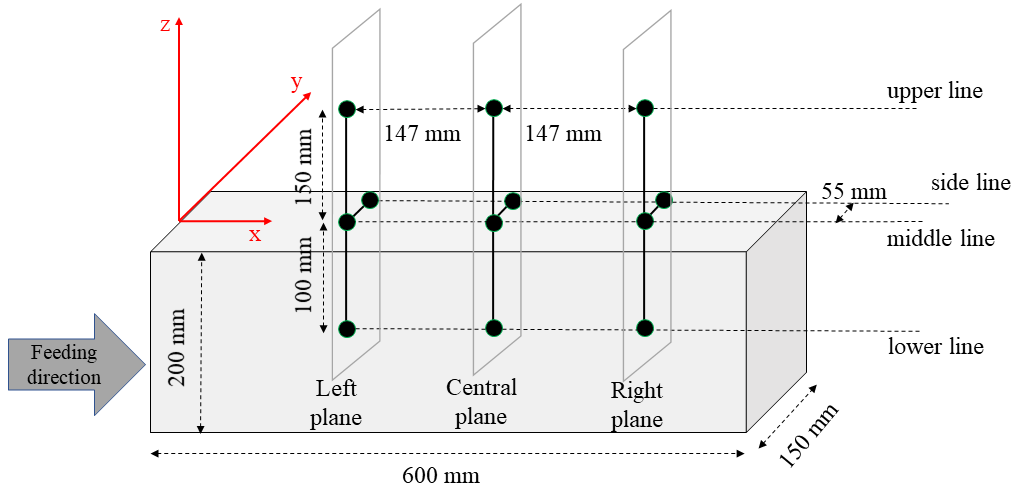 z
upper line
y
147 mm
147 mm
150 mm
side line
55 mm
x
middle line
100 mm
200 mm
lower line
Feeding
direction
Left
plane
Central
plane
Right
plane
150 mm
600 mm